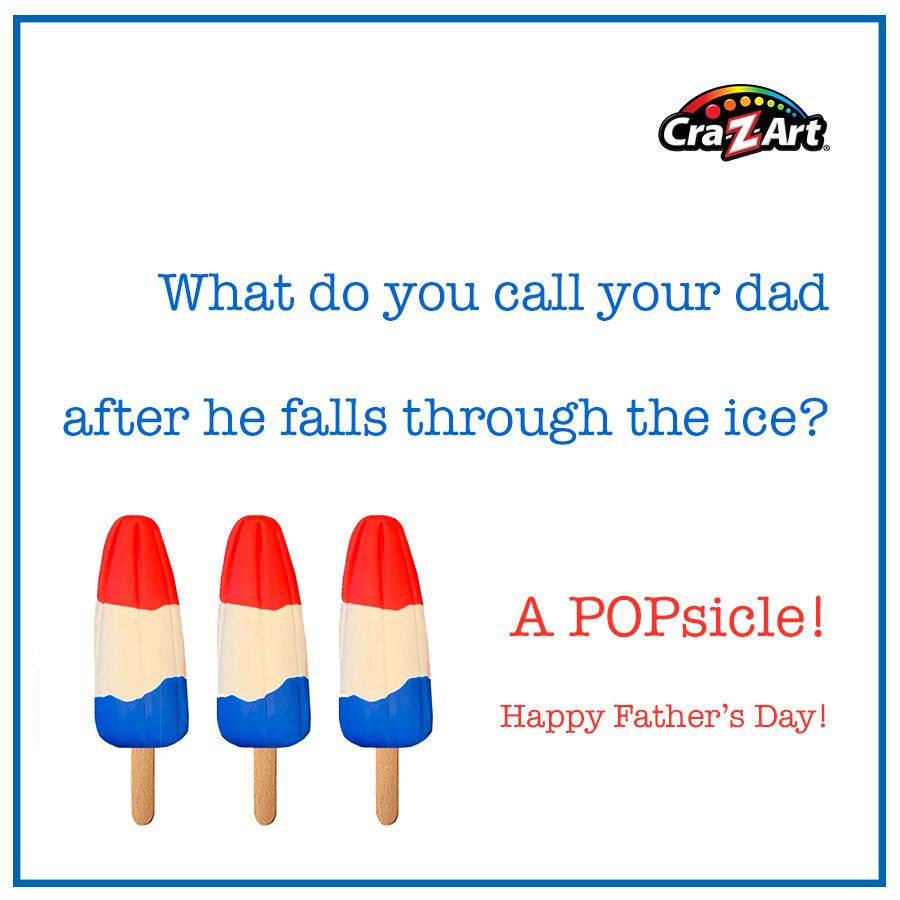 Cra-Z-Art®
What do you call your dad
after he falls through the ice?
A POPsicle!
Happy Father’s Day!